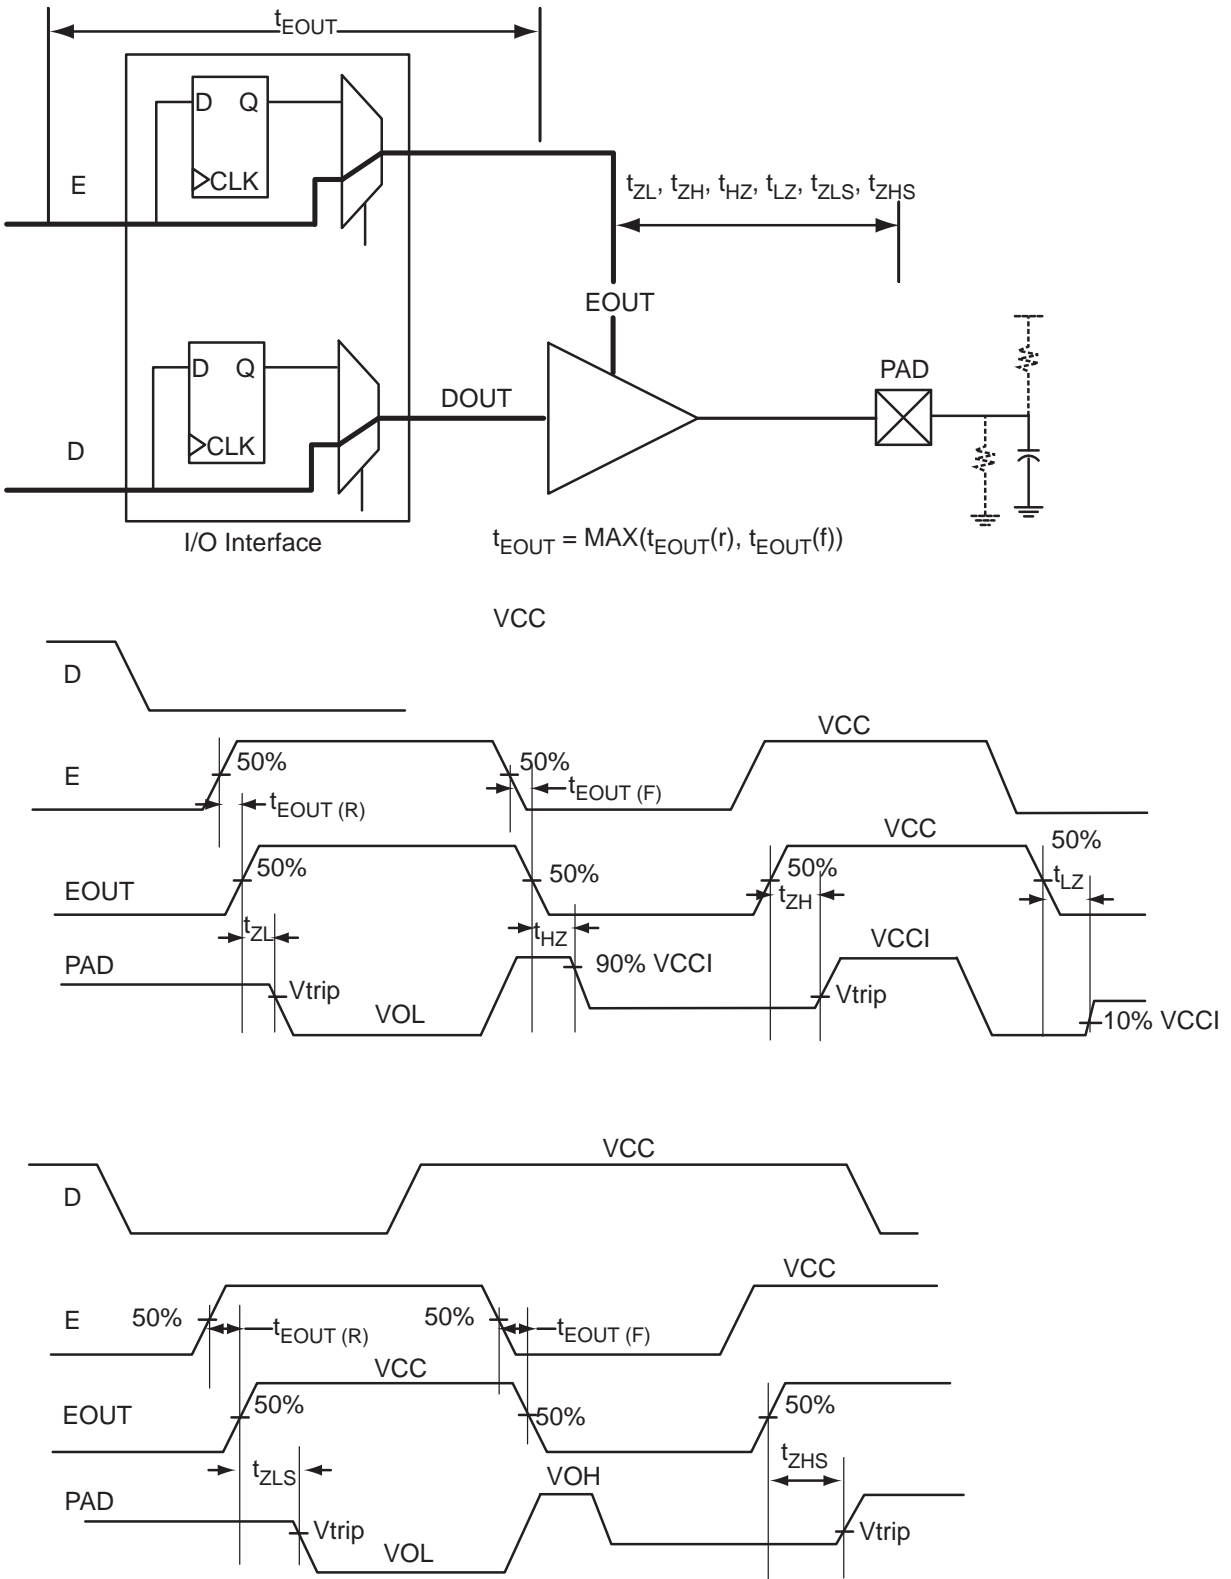 tEOUT
D Q
CLK
E
tZL, tZH, tHZ, tLZ, tZLS, tZHS
EOUT
D Q
CLK
DOUT
PAD
D
I/O Interface
tEOUT = MAX(tEOUT(r), tEOUT(f))
VCC
D
VCC
E
50%
50%
tEOUT (R)
tEOUT (F)
VCC
50%
EOUT
50%
50%
50%
tZL
tHZ
tZH
tLZ
PAD
VCCI
90% VCCI
Vtrip
Vtrip
VOL
10% VCCI
VCC
D
VCC
E
50%
50%
tEOUT (R)
tEOUT (F)
VCC
EOUT
50%
50%
50%
tZLS
tZHS
PAD
VOH
Vtrip
Vtrip
VOL